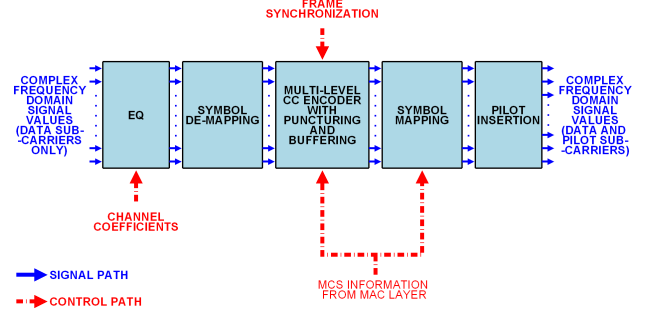 FRAME
SYNCHRONIZATION
COMPLEX
FREQUENCY
DOMAIN
SIGNAL
VALUES
(DATA SUB-
-CARRIERS
ONLY)
EQ
SYMBOL
DE-MAPPING
MULTI-LEVEL
CC ENCODER
WITH
PUNCTURING
AND
BUFFERING
SYMBOL
MAPPING
PILOT
INSERTION
COMPLEX
FREQUENCY
DOMAIN
SIGNAL
VALUES
(DATA AND
PILOT SUB-
-CARRIERS)
CHANNEL
COEFFICIENTS
MCS INFORMATION
FROM MAC LAYER
SIGNAL PATH
CONTROL PATH